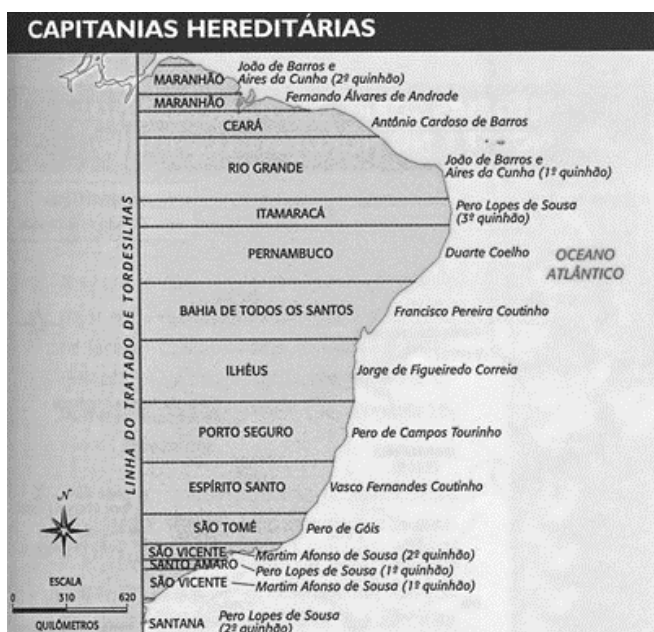 CAPITANIAS HEREDITÁRIAS
João de Barros e
Aires da Cunha (2º quinhão)
MARANHÃO
Fernando Álvares de Andrade
MARANHÃO
CEARÁ
Antônio Cardoso de Barros
RIO GRANDE
João de Barros e
Aires da Cunha (1º quinhão)
ITAMARACÁ
Pero Lopes de Sousa
(3º quinhão)
PERNAMBUCO
Duarte Coelho
OCEANO
ATLÂNTICO
BAHIA DE TODOS OS SANTOS
Francisco Pereira Coutinho
LINHA DO TRATADO DE TORDESILHAS
ILHÉUS
Jorge de Figueiredo Correia
PORTO SEGURO
Pero de Campos Tourinho
ESPÍRITO SANTO
Vasco Fernandes Coutinho
N
SÃO TOMÉ
Pero de Góis
SÃO VICENTE
Martim Afonso de Sousa (2º quinhão)
SANTO AMARO
Pero Lopes de Sousa (1º quinhão)
SÃO VICENTE
Martim Afonso de Sousa (1º quinhão)
ESCALA
0 310 620
QUILÔMETROS
SANTANA
Pero Lopes de Sousa
(2º quinhão)